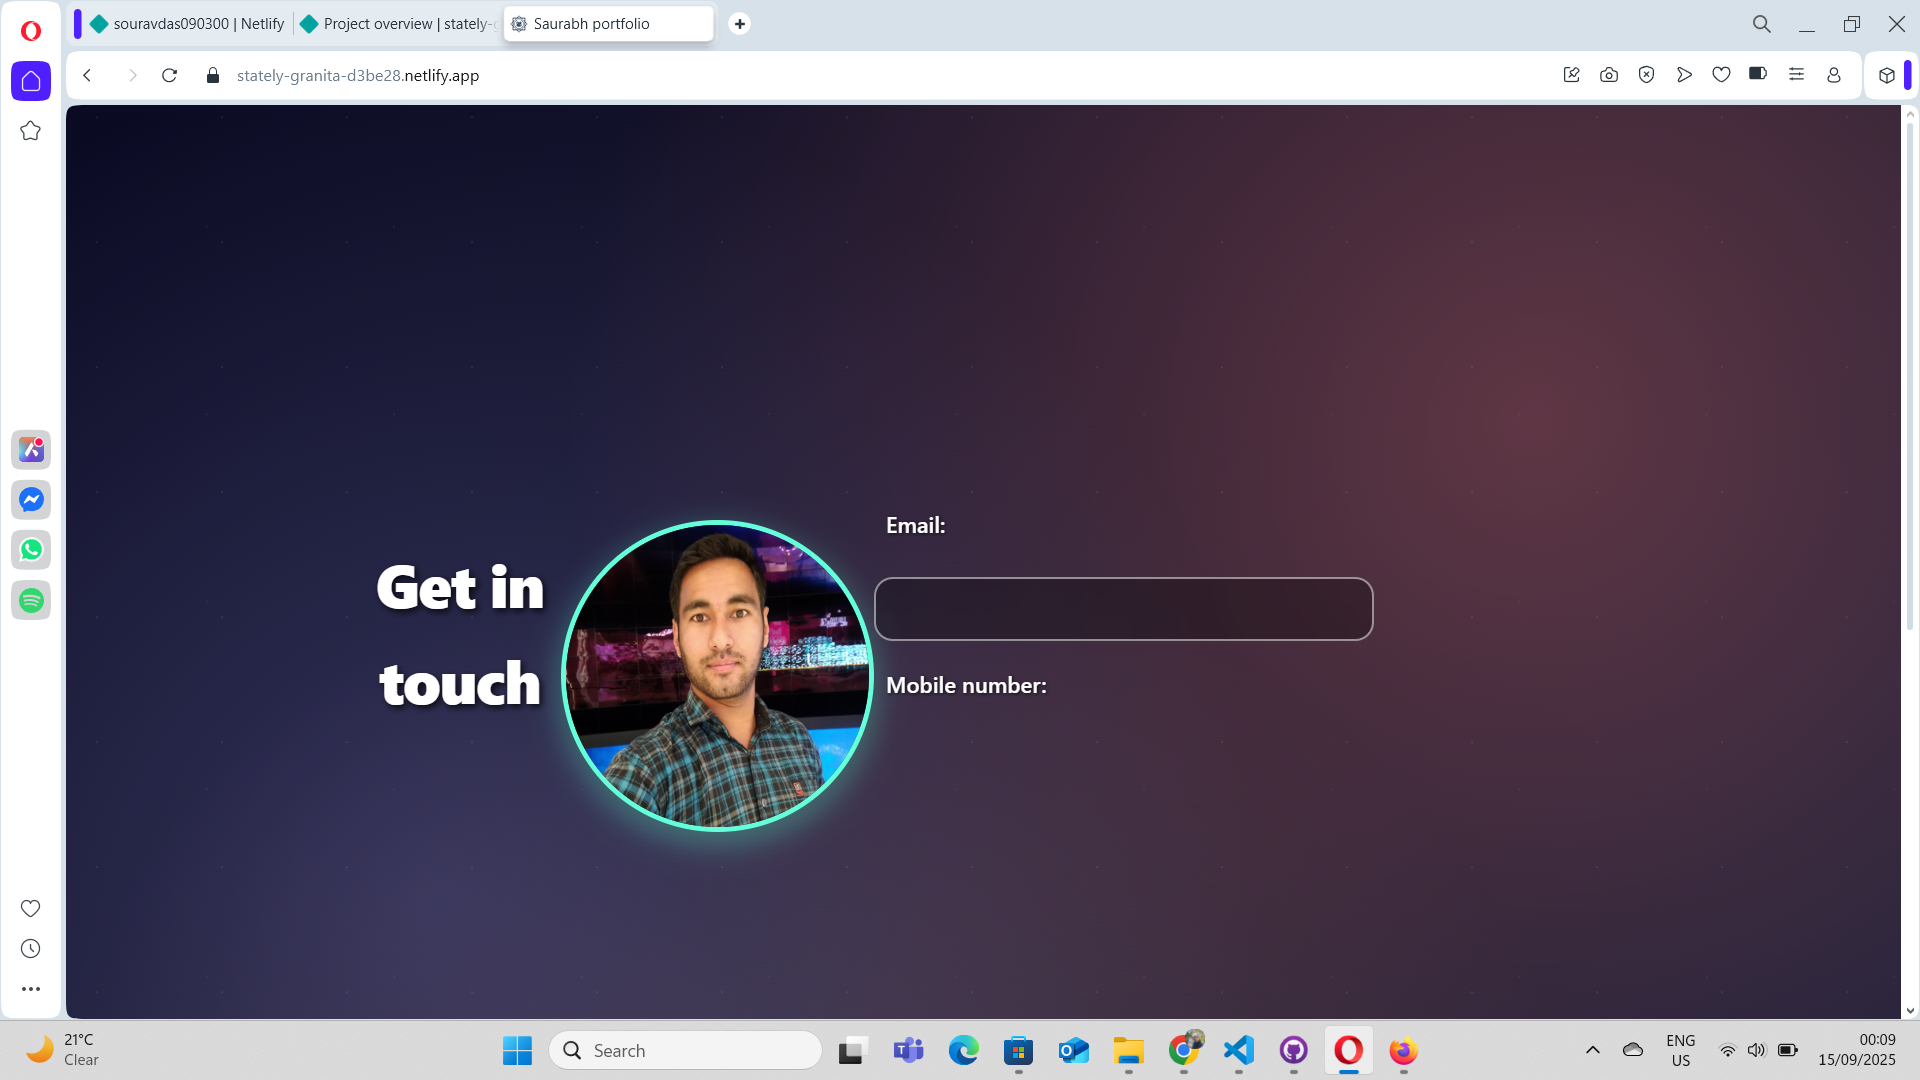 souravdas090300 | Netlify
Project overview | stately-g
Saurabh portfolio
stately-granita-d3be28.netlify.app
Get in
touch
Email:
Mobile number:
21°C
Clear
Search
ENG
US
00:09
15/09/2025